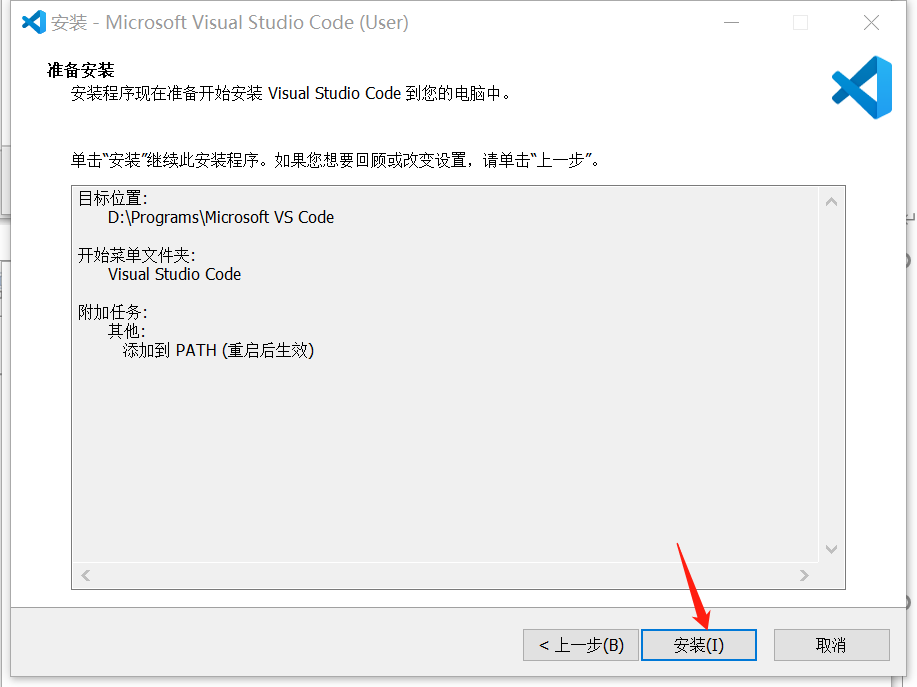 安装 - Microsoft Visual Studio Code (User)
准备安装
安装程序现在准备开始安装 Visual Studio Code 到您的电脑中。
单击“安装”继续此安装程序。如果您想要回顾或改变设置，请单击“上一步”。
目标位置:
D:\Programs\Microsoft VS Code
开始菜单文件夹:
Visual Studio Code
附加任务:
其他:
添加到 PATH (重启后生效)
< 上一步(B)
安装(I)
取消